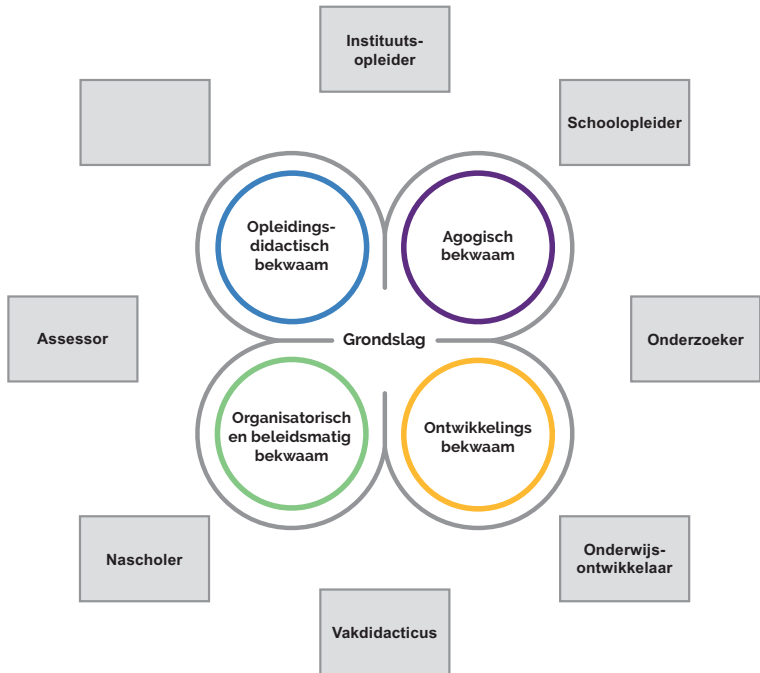 Instituuts-
opleider
Schoolopleider
Opleidings-
didactisch
bekwaam
Agogisch
bekwaam
Assessor
Grondslag
Onderzoeker
Organisatorisch
en beleidsmatig
bekwaam
Ontwikkelings
bekwaam
Nascholer
Onderwijs-
ontwikkelaar
Vakdidacticus